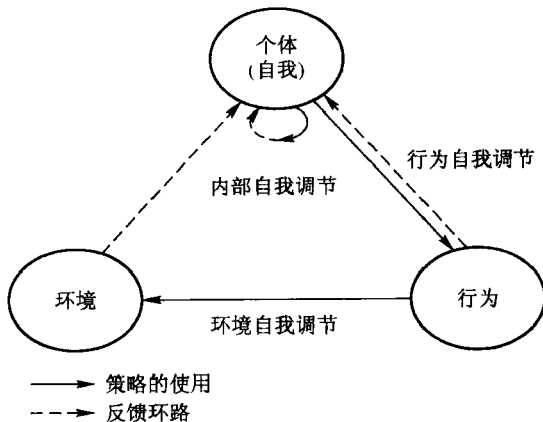 个体
(自我)
行为自我调节
内部自我调节
环境
行为
环境自我调节
策略的使用
反馈环路